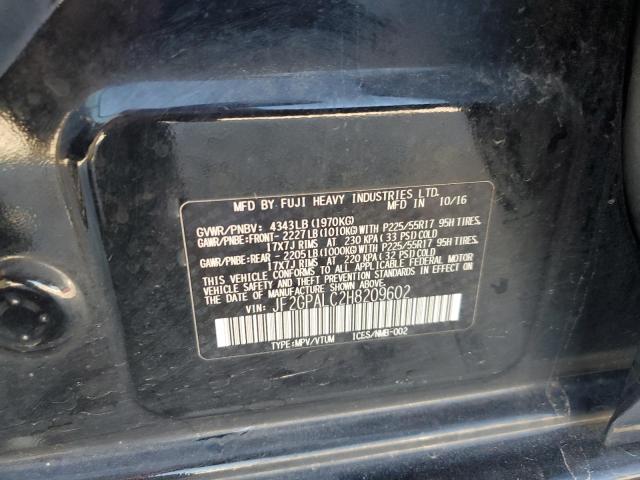 MFD BY FUJI HEAVY INDUSTRIES LTD. IN 10/16
GVWR/PNBV: 4343LB(1970KG)
GAWR/PNBE:FRONT- 2227LB(1010KG)WITH P225/55R17 95H TIRES.
17X7J RIMS AT 230 KPA (33 PSI)COLD
GAWR/PNBE:REAR - 2205LB(1000KG)WITH P225/55R17 95H TIRES.
17X7J RIMS AT 220 KPA (32 PSI)COLD
THIS VEHICLE CONFORMS TO ALL APPLICABLE FEDERAL MOTOR
VEHICLE SAFETY AND THEFT PREVENTION STANDARDS IN EFFECT ON
THE DATE OF MANUFACTURE SHOWN ABOVE.
VIN: JF2GPALC2H8209602
TYPE:MPV/VTUM ICES/NMB-002